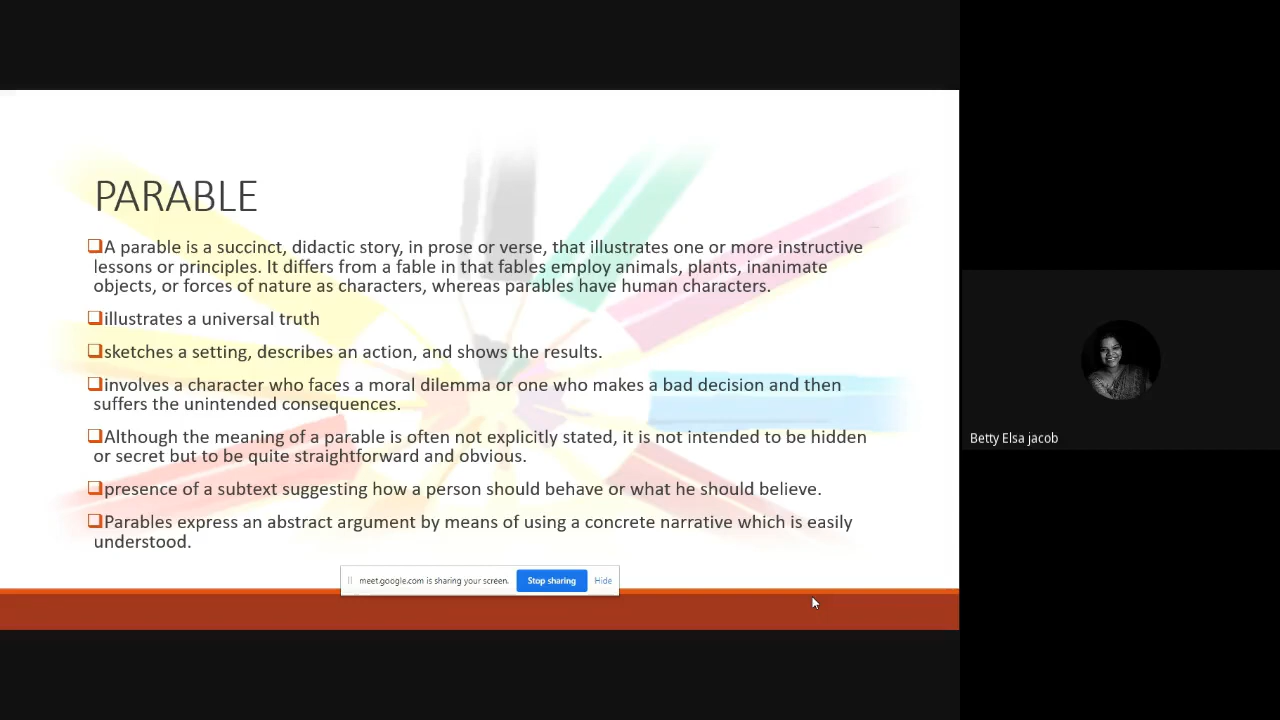 PARABLE
❑A parable is a succinct, didactic story, in prose or verse, that illustrates one or more instructive
lessons or principles. It differs from a fable in that fables employ animals, plants, inanimate
objects, or forces of nature as characters, whereas parables have human characters.
❑illustrates a universal truth
❑sketches a setting, describes an action, and shows the results.
❑involves a character who faces a moral dilemma or one who makes a bad decision and then
suffers the unintended consequences.
❑Although the meaning of a parable is often not explicitly stated, it is not intended to be hidden
or secret but to be quite straightforward and obvious.
❑presence of a subtext suggesting how a person should behave or what he should believe.
❑Parables express an abstract argument by means of using a concrete narrative which is easily
understood.
meet.google.com is sharing your screen. Stop sharing Hide
Betty Elsa jacob